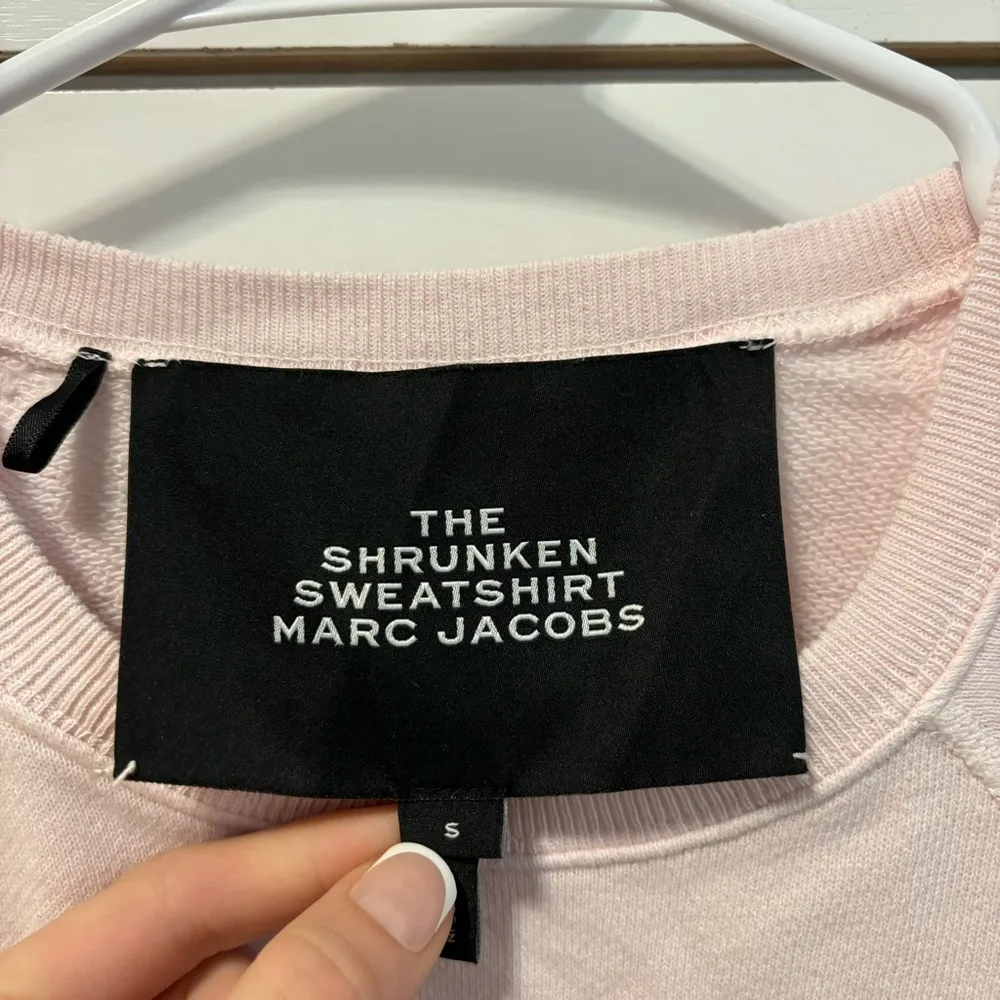 THE
SHRUNKEN
SWEATSHIRT
MARC JACOBS
S